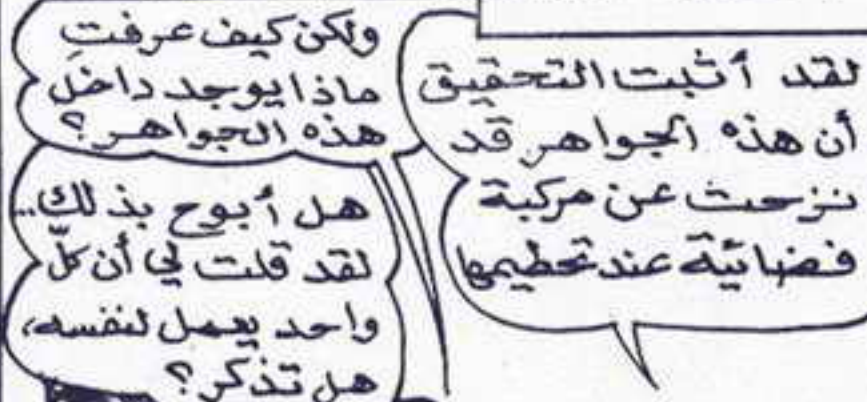 لقد أثبت التحقيق
أن هذه الجواهر قد
نزحت عن مركبة
فضائية عند تحطيمها
ولكن كيف عرفتِ
ماذا يوجد داخل
هذه الجواهر؟
هل أبوح بذلك..
لقد قلت لي أن كلّ
واحد يعمل لنفسه،
هل تذكر؟